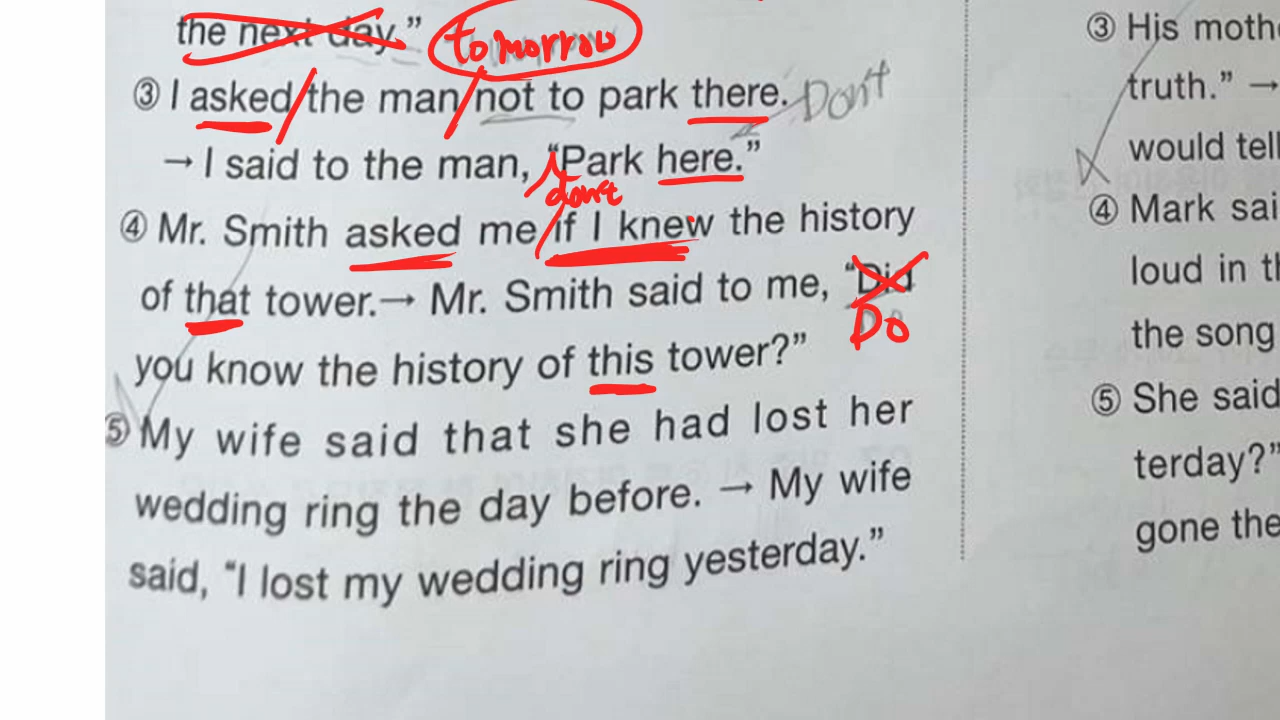 the next day.” tomorrow
③ I asked the man not to park there. Don't
→ I said to the man, “Park here.”
don't
④ Mr. Smith asked me if I knew the history
of that tower.→ Mr. Smith said to me, “Did
Do
you know the history of this tower?”
⑤ My wife said that she had lost her
wedding ring the day before. → My wife
said, “I lost my wedding ring yesterday.”
③ His moth
truth.” →
would tell
④ Mark sai
loud in th
the song
⑤ She said
terday?”
gone the